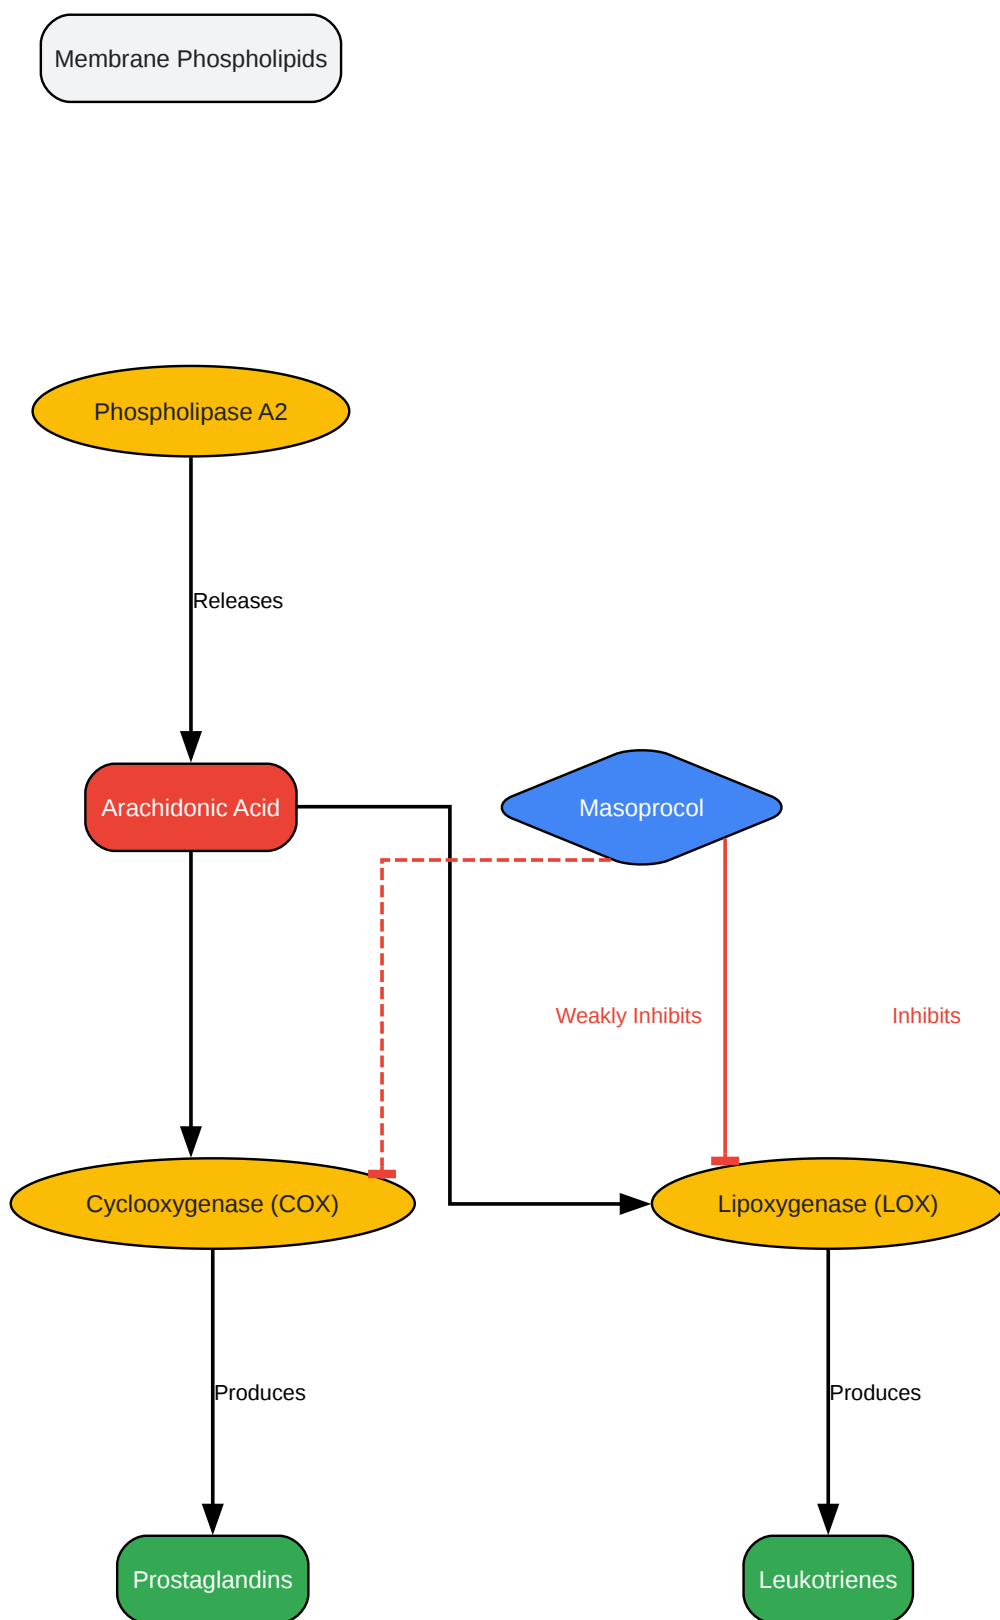 Membrane Phospholipids
Phospholipase A2
Releases
Arachidonic Acid
Masoprocol
Weakly Inhibits
Inhibits
Cyclooxygenase (COX)
Lipoxygenase (LOX)
Produces
Produces
Prostaglandins
Leukotrienes